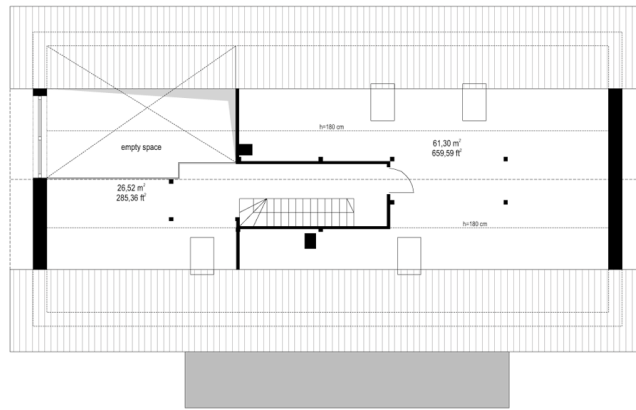 h=180 cm
61,30 m²
659,59 ft²
empty space
26,52 m²
285,36 ft²
h=180 cm